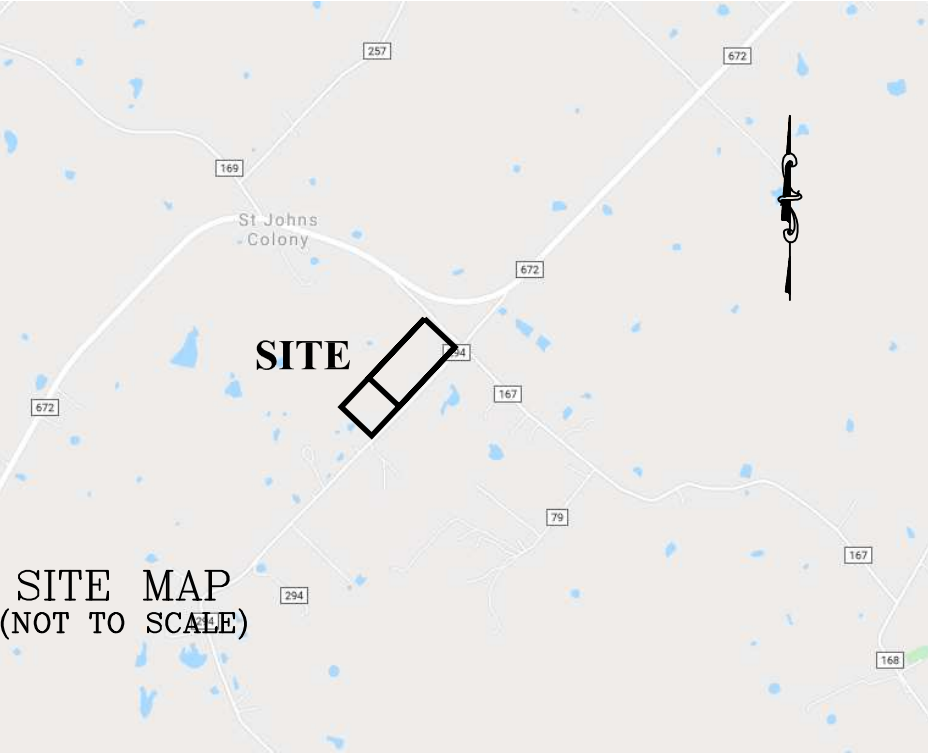 257
672
169
St Johns
Colony
672
SITE
294
167
672
79
167
SITE MAP
294
(NOT TO SCALE)
294
168